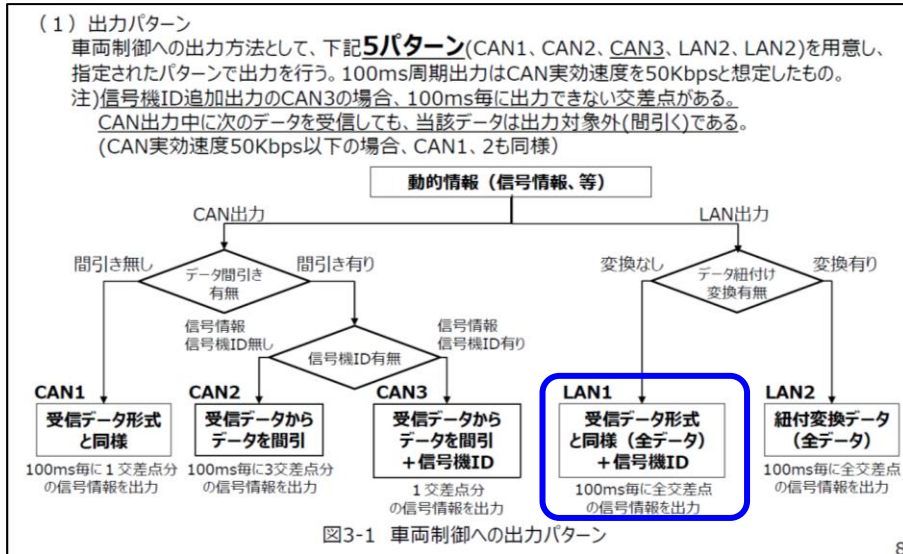 （１）出力パターン
車両制御への出力方法として、下記5パターン(CAN1、CAN2、CAN3、LAN2、LAN2)を用意し、
指定されたパターンで出力を行う。100ms周期出力はCAN実効速度を50Kbpsと想定したもの。
注)信号機ID追加出力のCAN3の場合、100ms毎に出力できない交差点がある。
CAN出力中に次のデータを受信しても、当該データは出力対象外(間引く)である。
(CAN実効速度50Kbps以下の場合、CAN1、2も同様）
動的情報（信号情報、等）
CAN出力
LAN出力
間引き無し
データ間引き
有無
間引き有り
変換なし
データ紐付け
変換有無
変換有り
信号情報
信号機ID無し
信号機ID有無
信号情報
信号機ID有り
CAN1
受信データ形式
と同様
100ms毎に１交差点分
の信号情報を出力
CAN2
受信データから
データを間引
100ms毎に3交差点分
の信号情報を出力
CAN3
受信データから
データを間引
＋信号機ID
１交差点分
の信号情報を出力
LAN1
受信データ形式
と同様（全データ）
＋信号機ID
100ms毎に全交差点
の信号情報を出力
LAN2
紐付変換データ
（全データ）
100ms毎に全交差点
の信号情報を出力
図3-1 車両制御への出力パターン
8